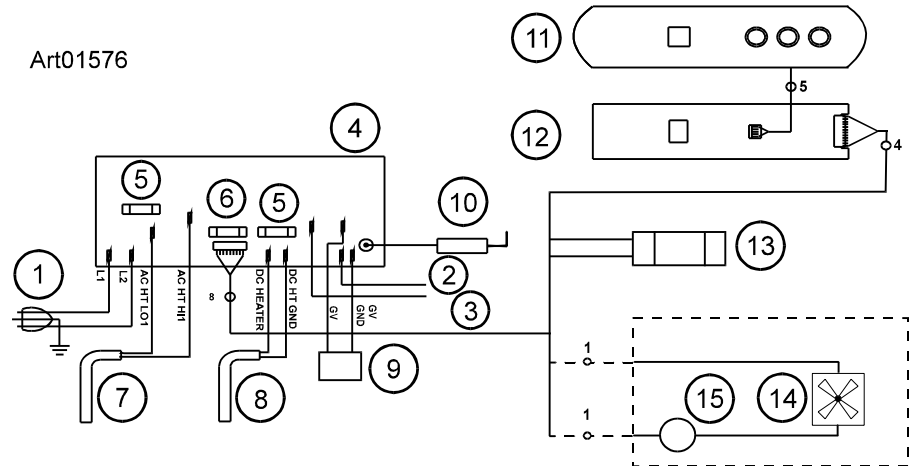 11
Art01576
5
4
12
4
5
6
5
10
13
1
2
L1
L2
AC HT LO1
AC HT HI1
8
DC HEATER
DC HT GND
GV
GV
GND
3
1
9
7
8
15
14
1